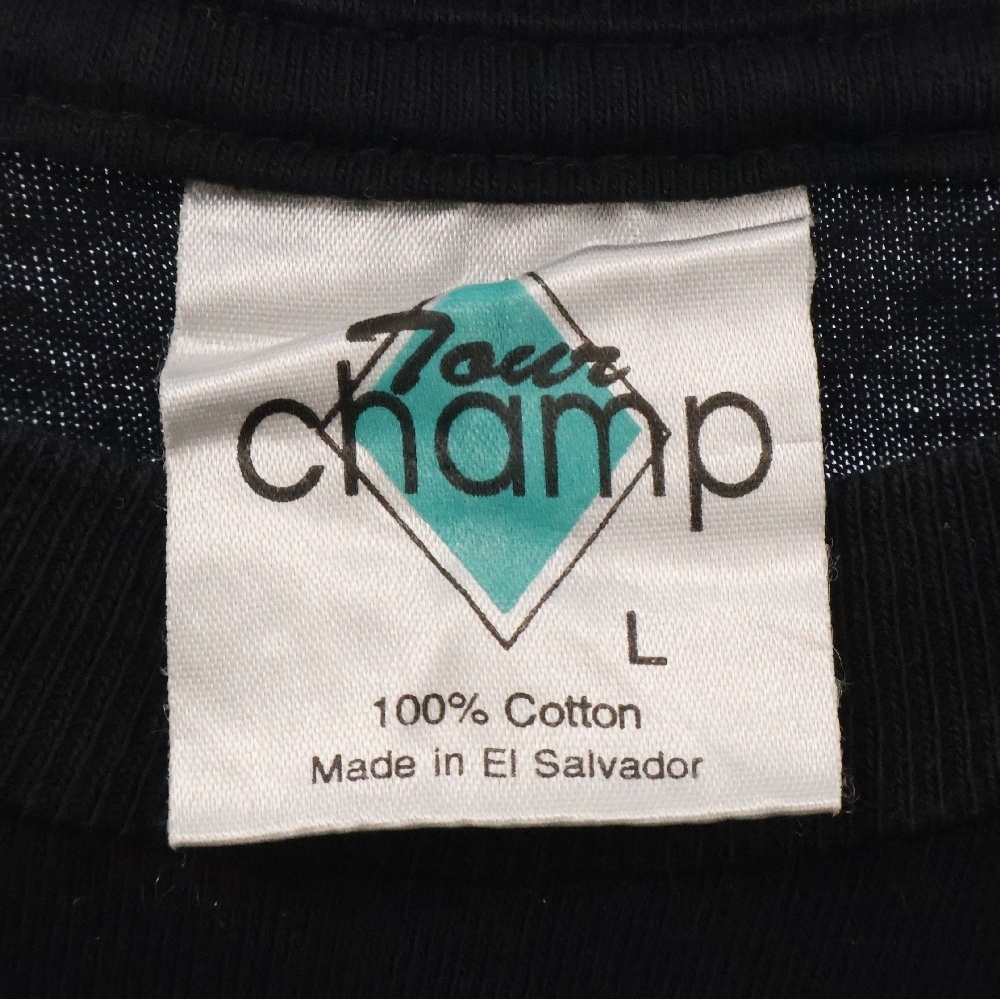 Tour
champ
L
100% Cotton
Made in El Salvador